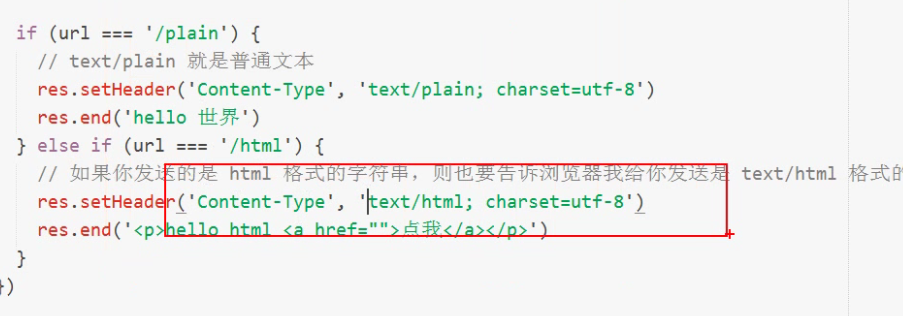 if (url === '/plain') {
// text/plain 就是普通文本
res.setHeader('Content-Type', 'text/plain; charset=utf-8')
res.end('hello 世界')
} else if (url === '/html') {
// 如果你发送的是 html 格式的字符串，则也要告诉浏览器我给你发送是 text/html 格式的
res.setHeader('Content-Type', 'text/html; charset=utf-8')
res.end('<p>hello html <a href="">点我</a></p>')
}
})